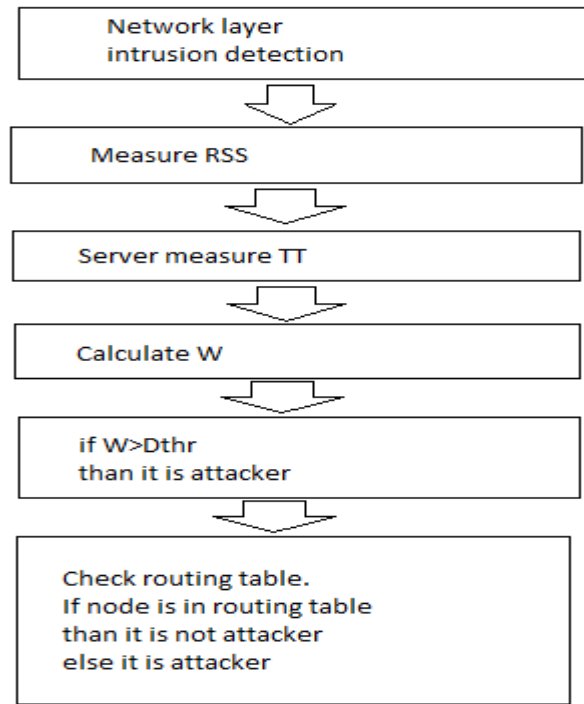 Network layer
intrusion detection
Measure RSS
Server measure TT
Calculate W
if W>Dthr
than it is attacker
Check routing table.
If node is in routing table
than it is not attacker
else it is attacker